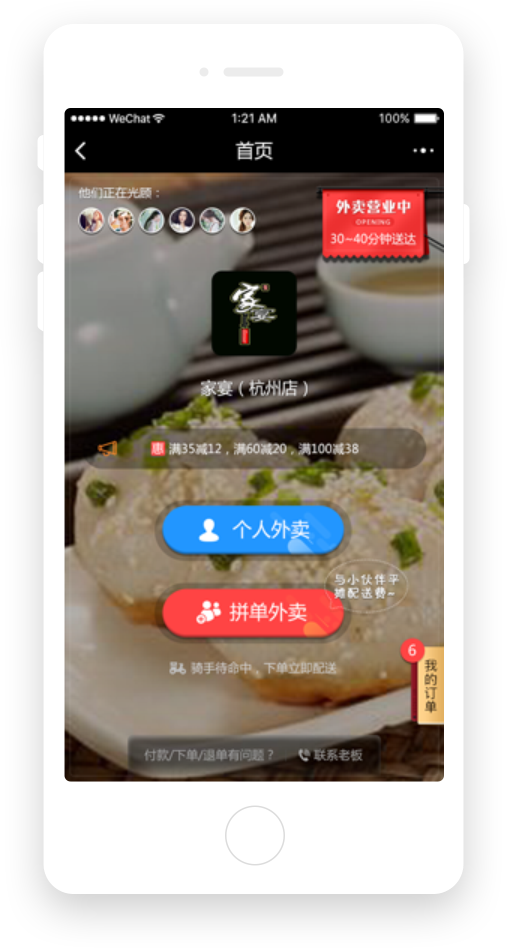 WeChat
1:21 AM
100%
首页
他们正在光顾：
外卖营业中
OPENING
30~40分钟送达
家宴
家宴（杭州店）
惠 满35减12，满60减20，满100减38
个人外卖
与小伙伴平
摊配送费~
拼单外卖
6
我的订单
骑手待命中，下单立即配送
付款/下单/退单有问题？ 联系老板